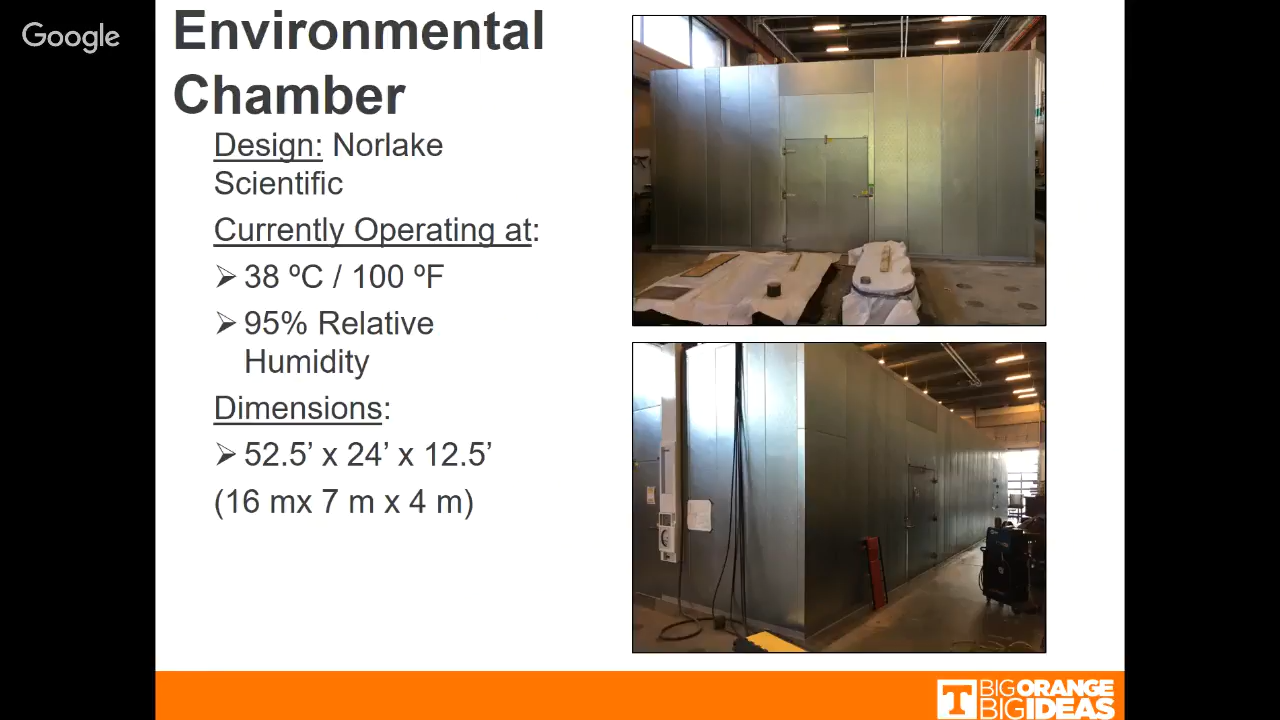 Google
Environmental
Chamber
Design: Norlake
Scientific
Currently Operating at:
➢ 38 ºC / 100 ºF
➢ 95% Relative
Humidity
Dimensions:
➢ 52.5’ x 24’ x 12.5’
(16 mx 7 m x 4 m)
T BIG ORANGE
BIG IDEAS